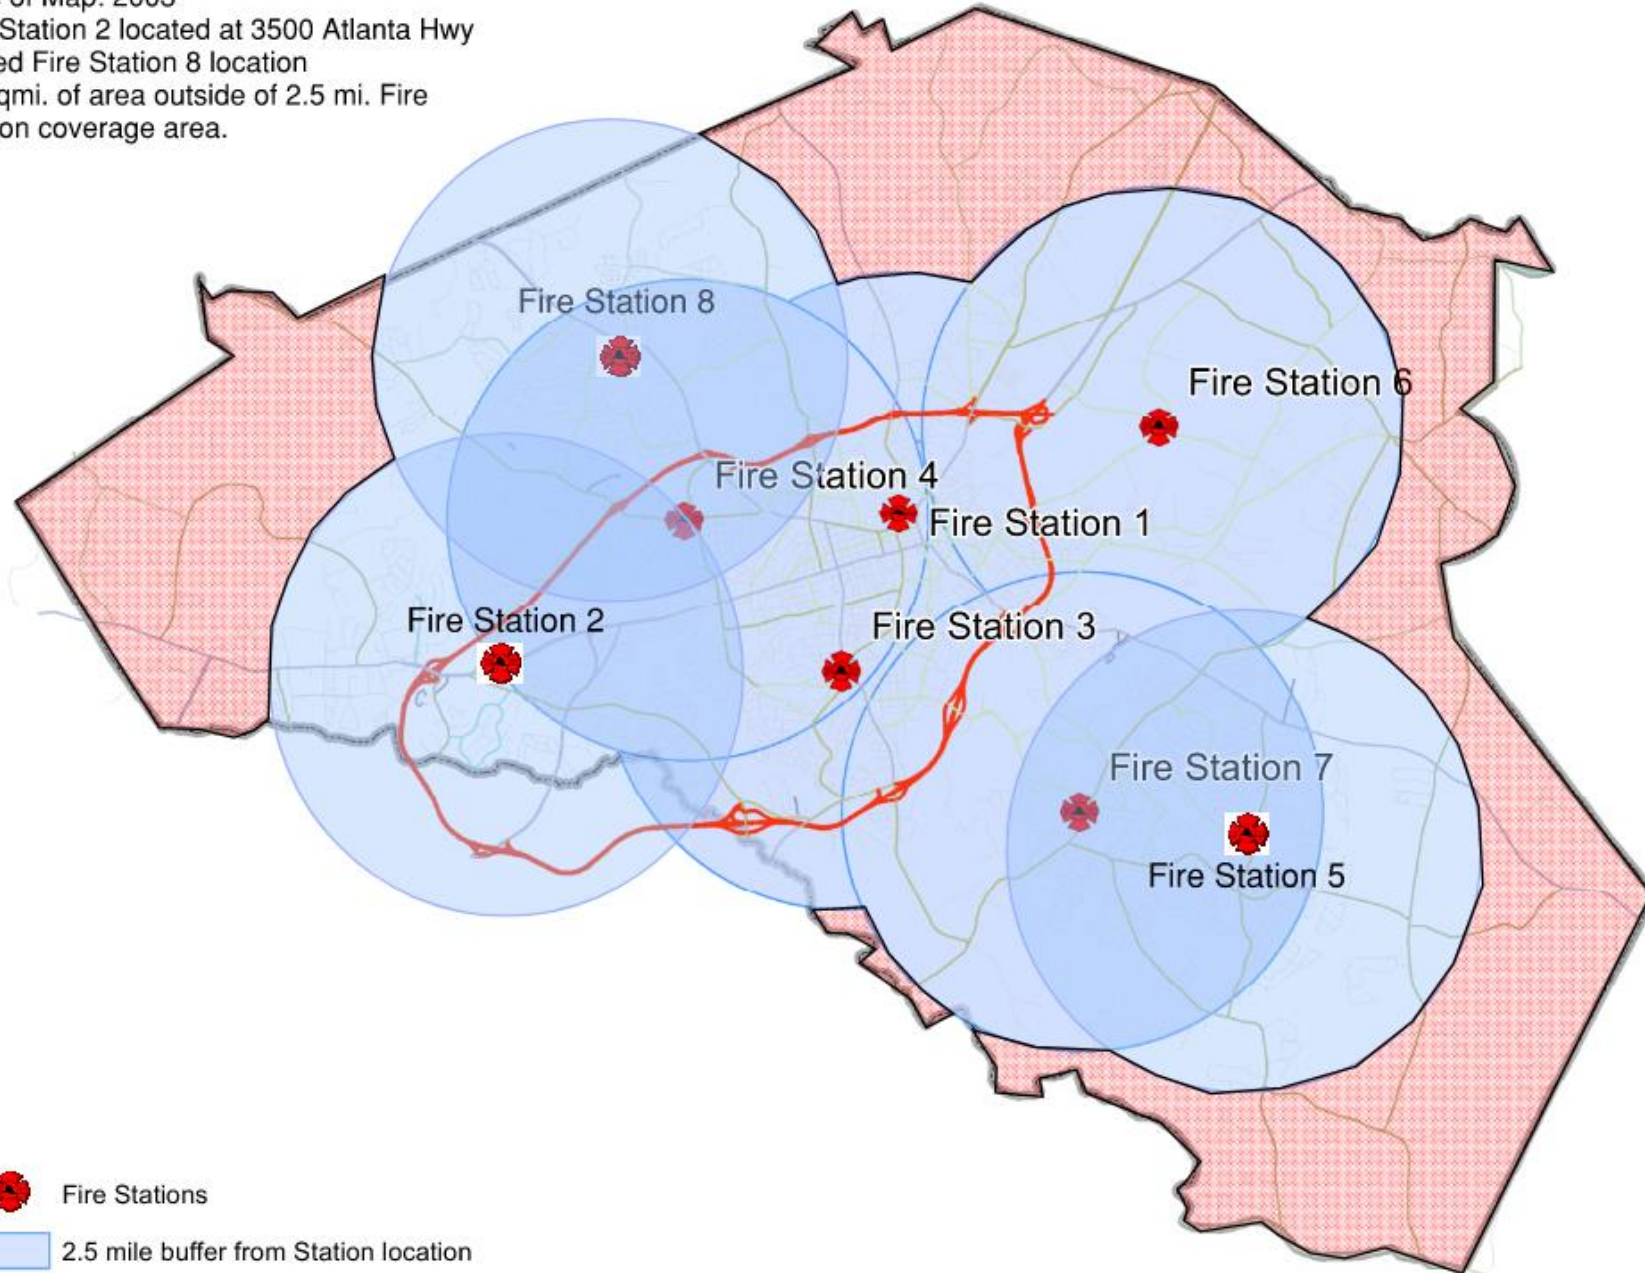 of Map: 2005
Station 2 located at 3500 Atlanta Hwy
ed Fire Station 8 location
qmi. of area outside of 2.5 mi. Fire
on coverage area.
Fire Station 8
Fire Station 6
Fire Station 4
Fire Station 1
Fire Station 2
Fire Station 3
Fire Station 7
Fire Station 5
Fire Stations
2.5 mile buffer from Station location